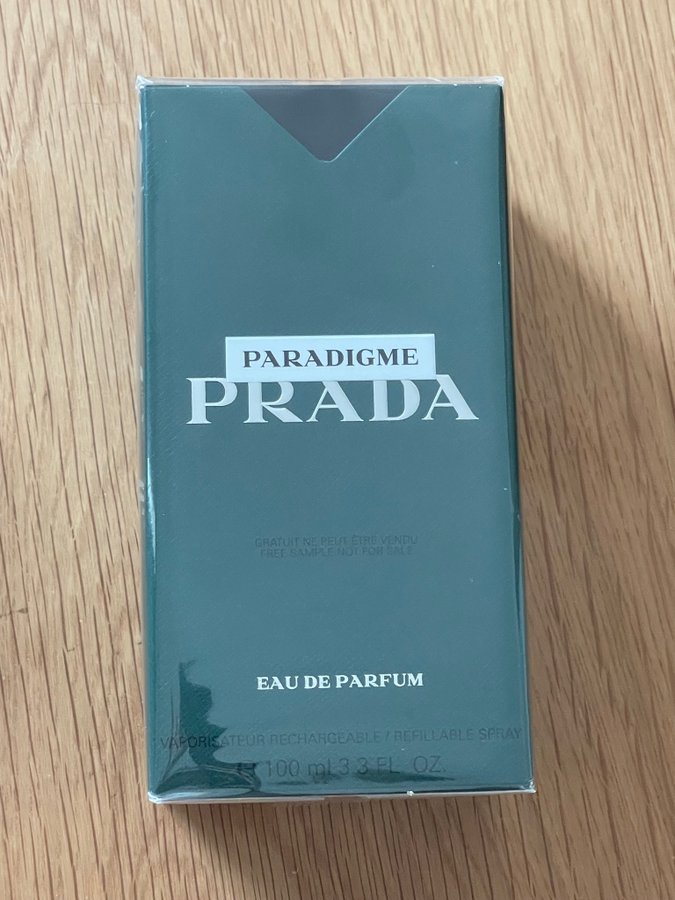 PARADIGME
PRADA
GRATUIT NE PEUT ÊTRE VENDU
FREE SAMPLE NOT FOR SALE
EAU DE PARFUM
VAPORISATEUR RECHARGEABLE / REFILLABLE SPRAY
100 ml 3.3 FL. OZ.